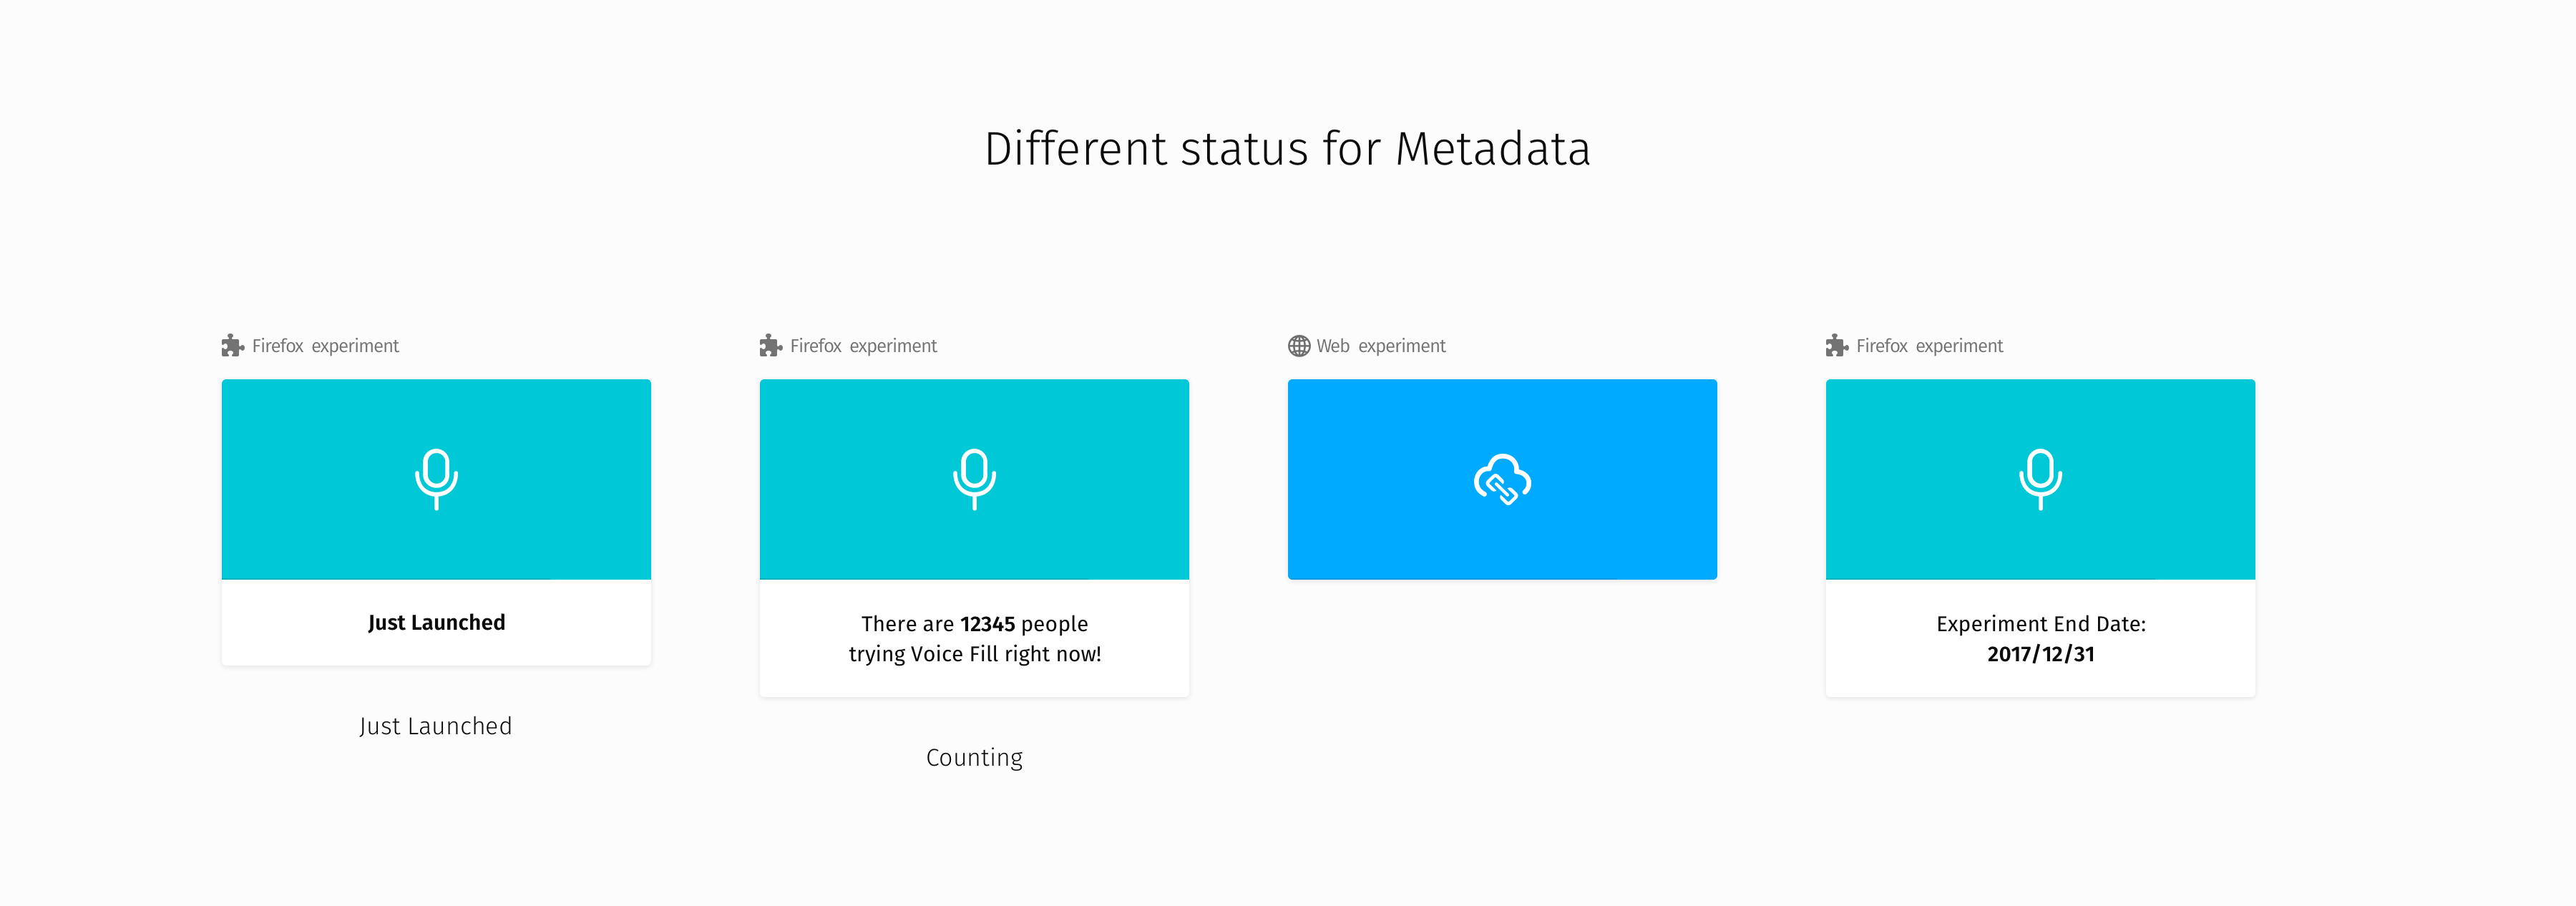 Different status for Metadata
Firefox experiment
Just Launched
Just Launched
Firefox experiment
There are 12345 people
trying Voice Fill right now!
Counting
Web experiment
Firefox experiment
Experiment End Date:
2017/12/31